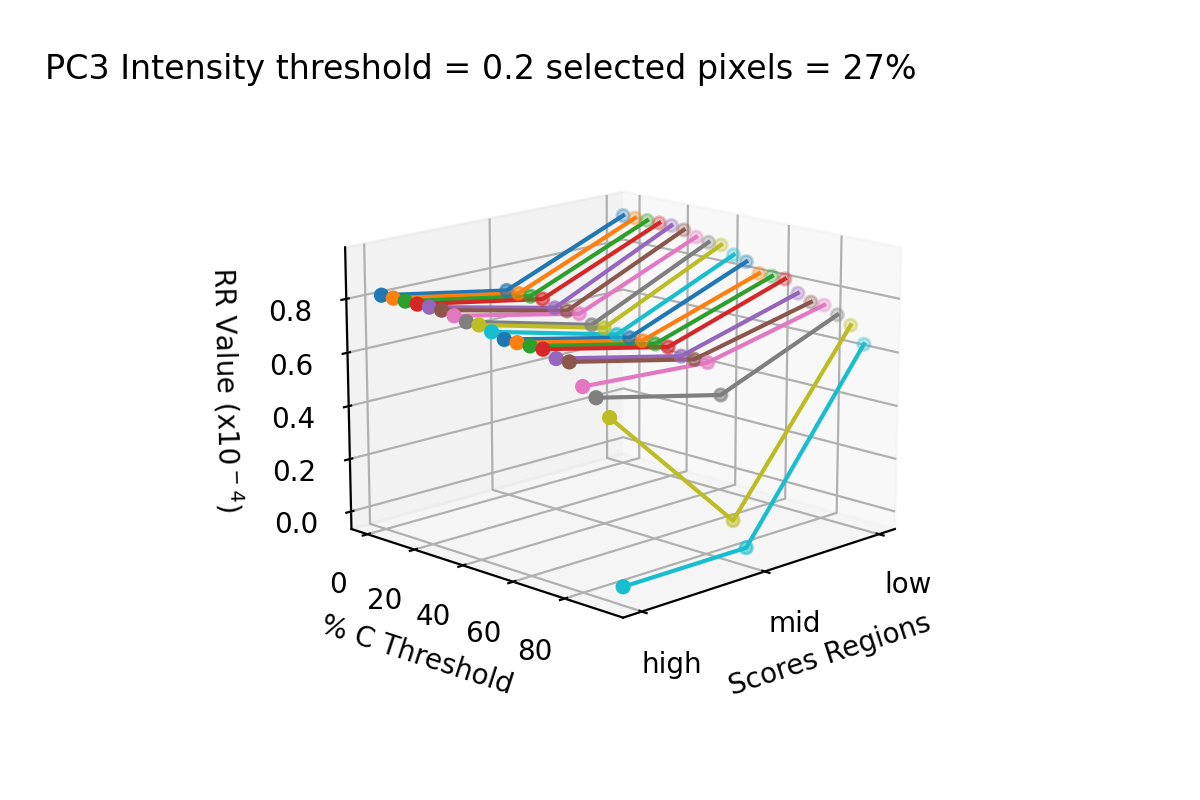 PC3 Intensity threshold = 0.2 selected pixels = 27%
RR Value (x10⁻⁴)
0.8
0.6
0.4
0.2
0.0
0
20
40
60
80
% C Threshold
high
mid
low
Scores Regions